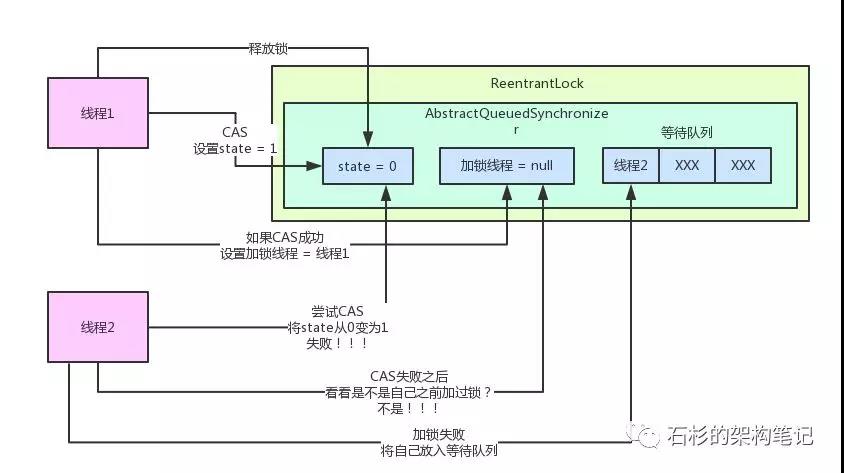 释放锁
ReentrantLock
线程1
AbstractQueuedSynchronize
r
CAS
设置state = 1
等待队列
state = 0
加锁线程 = null
线程2
XXX
XXX
如果CAS成功
设置加锁线程 = 线程1
线程2
尝试CAS
将state从0变为1
失败！！！
CAS失败之后
看看是不是自己之前加过锁？
不是！！！
加锁失败
将自己放入等待队列
石杉的架构笔记